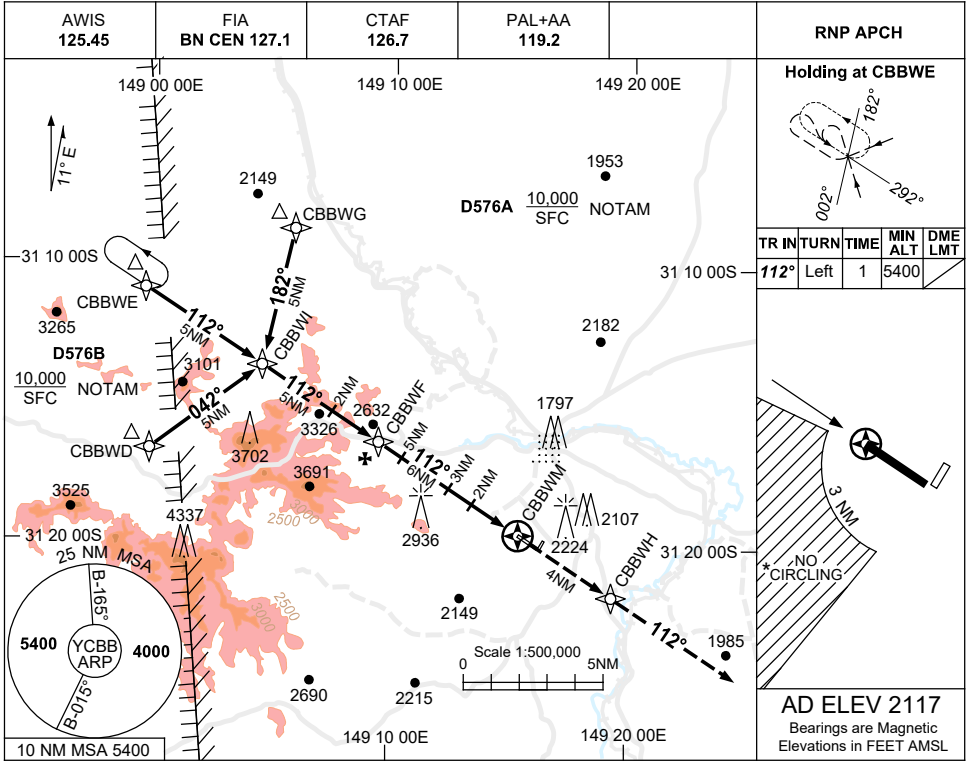 AWIS
125.45
FIA
BN CEN 127.1
CTAF
126.7
PAL+AA
119.2
RNP APCH
149 00 00E
149 10 00E
149 20 00E
Holding at CBBWE
182°
292°
002°
TR IN TURN TIME MIN ALT DME LMT
112° Left 1 5400
11° E
2149
CBBWG
1953
D576A 10,000 SFC NOTAM
31 10 00S
31 10 00S
CBBWE
182°
5NM
3265
112°
5NM
CBBWI
2182
D576B
10,000 SFC NOTAM
3101
042°
5NM
112°
5NM
2NM
3326
2632
CBBWF
1797
CBBWD
3702
5NM
112°
6NM
3NM
2NM
CBBWM
3691
3000
2500
3525
4337
2936
2107
2224
31 20 00S
31 20 00S
CBBWH
4NM
3 NM
* NO CIRCLING
25 NM MSA
B-165°
5400
YCBB ARP
4000
B-015°
2500
3000
2149
112°
1985
Scale 1:500,000
0
5NM
2690
2215
AD ELEV 2117
Bearings are Magnetic
Elevations in FEET AMSL
10 NM MSA 5400
149 10 00E
149 20 00E